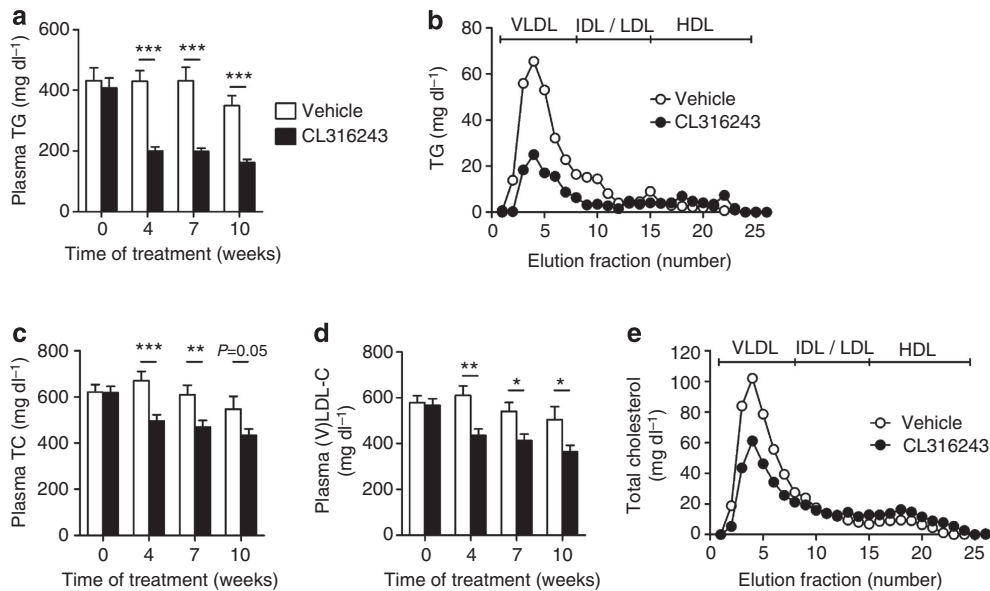 a
Plasma TG (mg dl⁻¹)
600
400
200
0
***
***
***
Vehicle
CL316243
0 4 7 10
Time of treatment (weeks)
b
VLDL IDL / LDL HDL
TG (mg dl⁻¹)
80
60
40
20
0
Vehicle
CL316243
0 5 10 15 20 25
Elution fraction (number)
c
Plasma TC (mg dl⁻¹)
800
600
400
200
0
*** ** P=0.05
0 4 7 10
Time of treatment (weeks)
d
Plasma (V)LDL-C
(mg dl⁻¹)
800
600
400
200
0
** * *
0 4 7 10
Time of treatment (weeks)
e
VLDL IDL / LDL HDL
Total cholesterol
(mg dl⁻¹)
120
100
80
60
40
20
0
Vehicle
CL316243
0 5 10 15 20 25
Elution fraction (number)